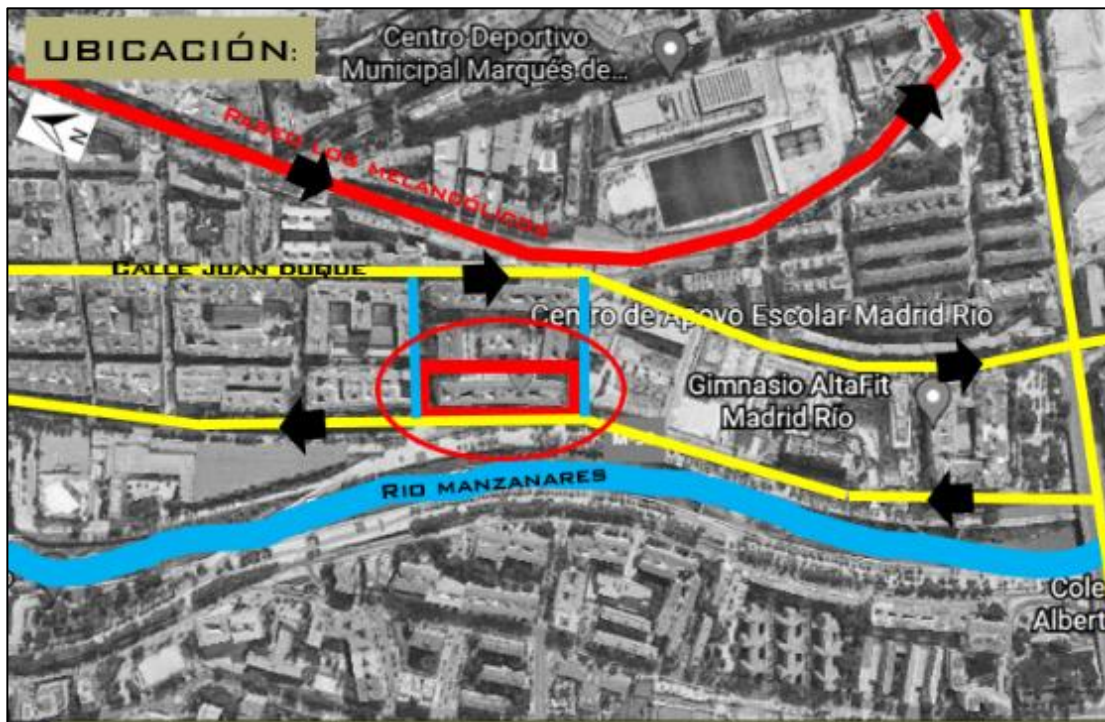 UBICACIÓN:
Centro Deportivo
Municipal Marqués de...
N
PASEO LOS MELANCÓLICOS
CALLE JUAN DUQUE
Centro de Apoyo Escolar Madrid Río
Gimnasio AltaFit
Madrid Río
RIO MANZANARES
Cole
Albert